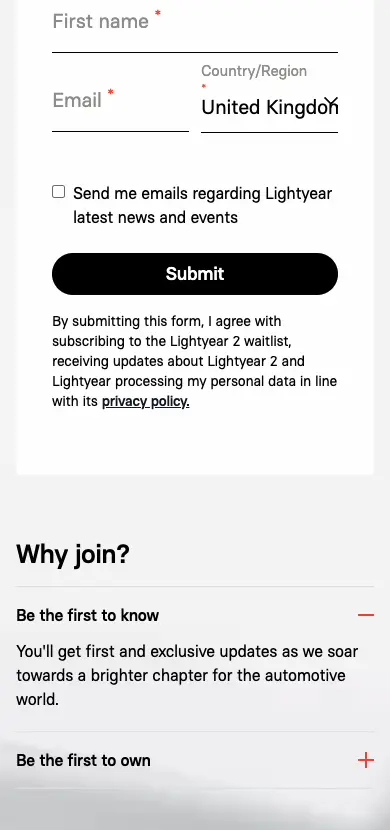 First name *
Country/Region
*
Email *
United Kingdom
Send me emails regarding Lightyear
latest news and events
Submit
By submitting this form, I agree with
subscribing to the Lightyear 2 waitlist,
receiving updates about Lightyear 2 and
Lightyear processing my personal data in line
with its privacy policy.
Why join?
Be the first to know
You'll get first and exclusive updates as we soar
towards a brighter chapter for the automotive
world.
Be the first to own